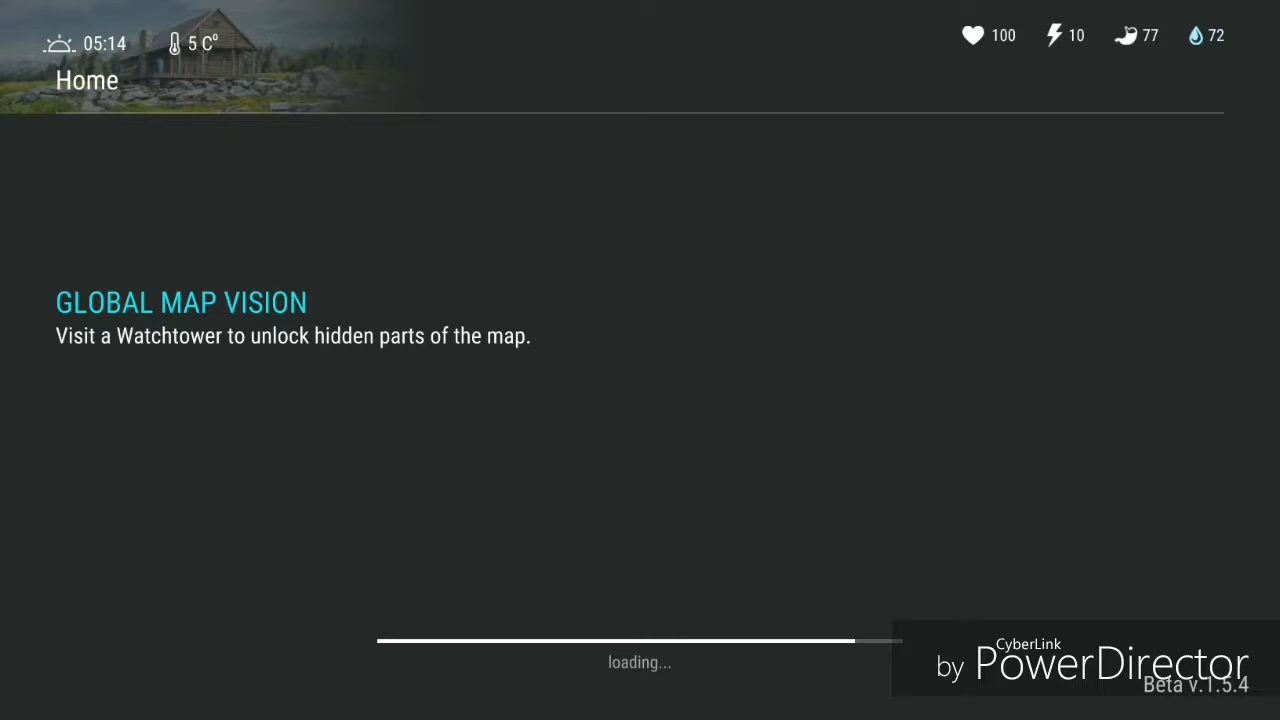 05:14 5 C⁰ 100 10 77 72
Home
GLOBAL MAP VISION
Visit a Watchtower to unlock hidden parts of the map.
loading...
CyberLink
by PowerDirector
Beta v.1.5.4